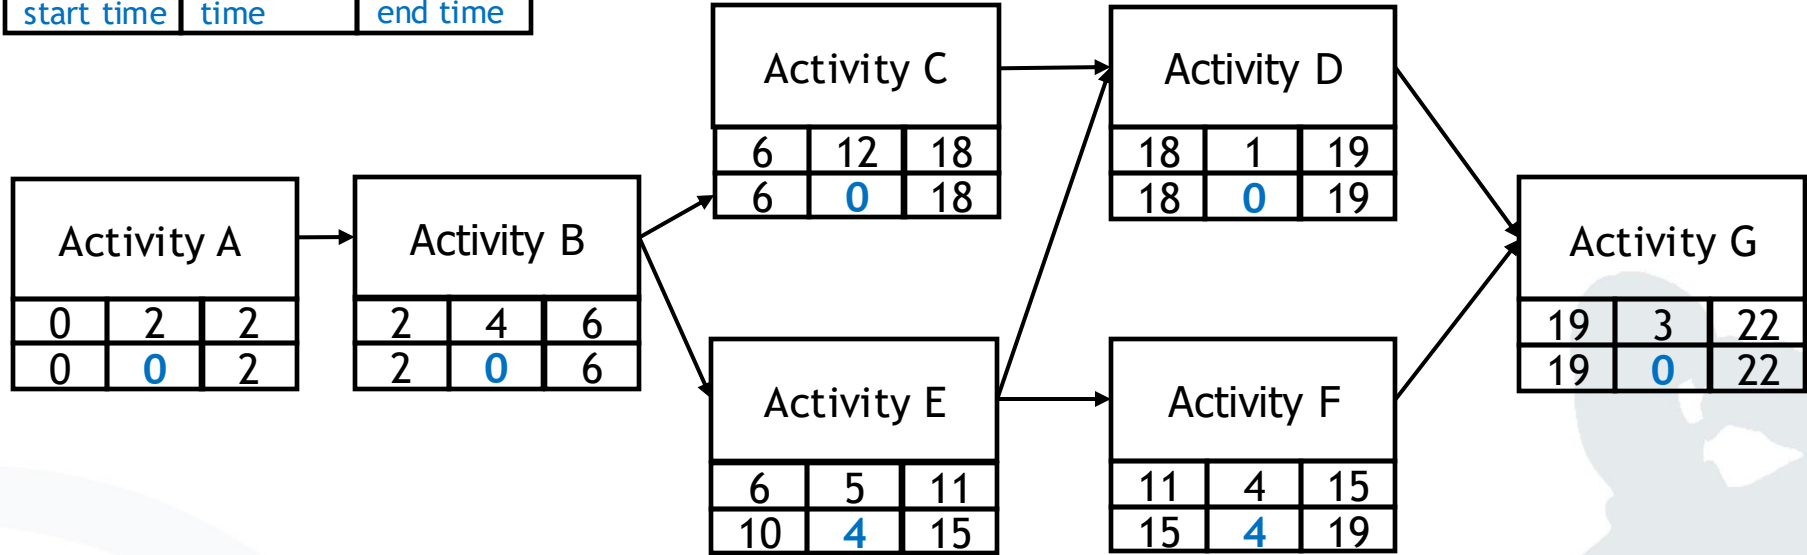 start time time end time
Activity C
6 12 18
6 0 18
Activity D
18 1 19
18 0 19
Activity A
0 2 2
0 0 2
Activity B
2 4 6
2 0 6
Activity G
19 3 22
19 0 22
Activity E
6 5 11
10 4 15
Activity F
11 4 15
15 4 19